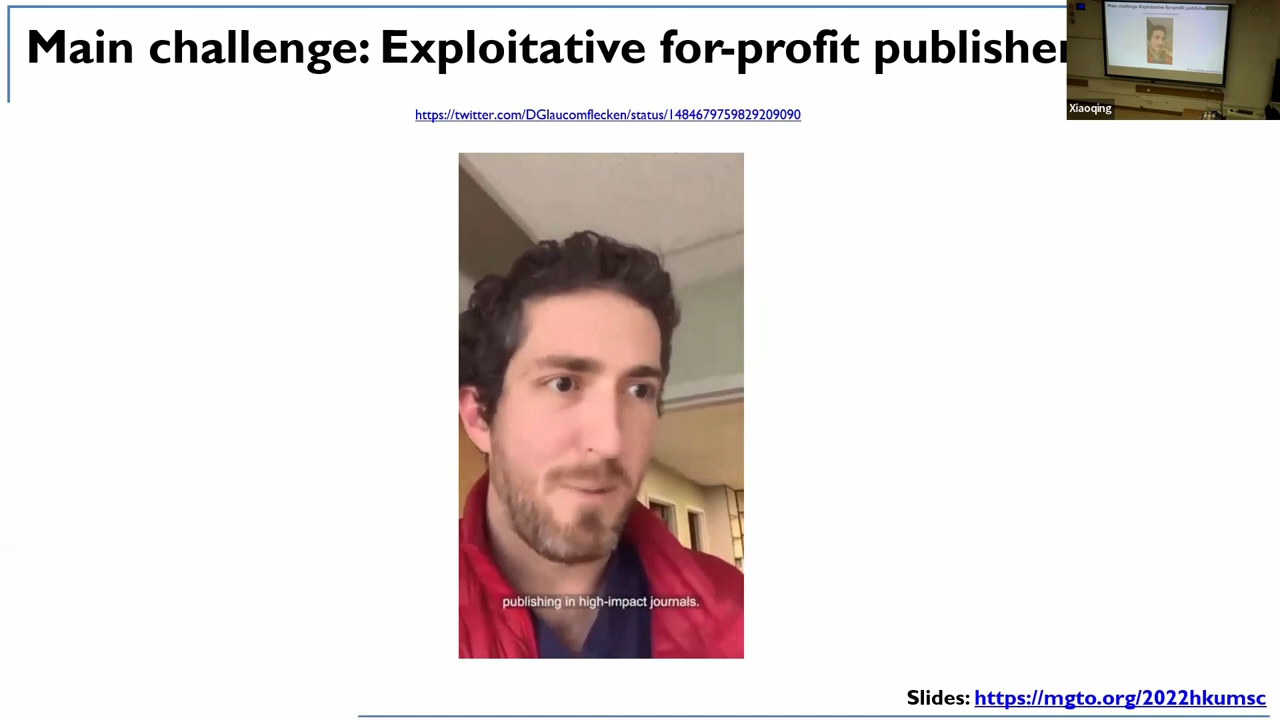 Main challenge: Exploitative for-profit publisher
https://twitter.com/DGlaucomflecken/status/1484679759829209090
Xiaoqing
publishing in high-impact journals.
Slides: https://mgto.org/2022hkumsc